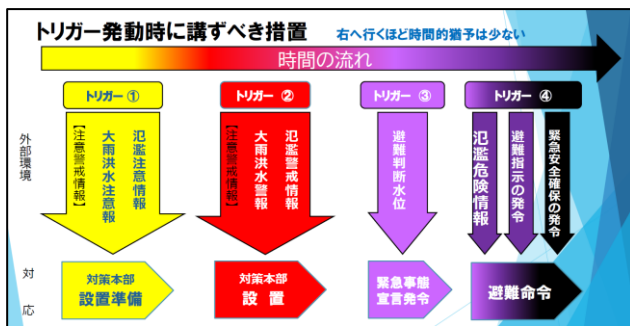 トリガー発動時に講ずべき措置
右へ行くほど時間的猶予は少ない
時間の流れ
トリガー ①
トリガー ②
トリガー ③
トリガー ④
外部環境
【注意警戒情報】
大雨洪水注意報
氾濫注意情報
【注意警戒情報】
大雨洪水警報
氾濫警戒情報
避難判断水位
氾濫危険情報
避難指示の発令
緊急安全確保の発令
対応
対策本部
設置準備
対策本部
設 置
緊急事態
宣言発令
避難命令